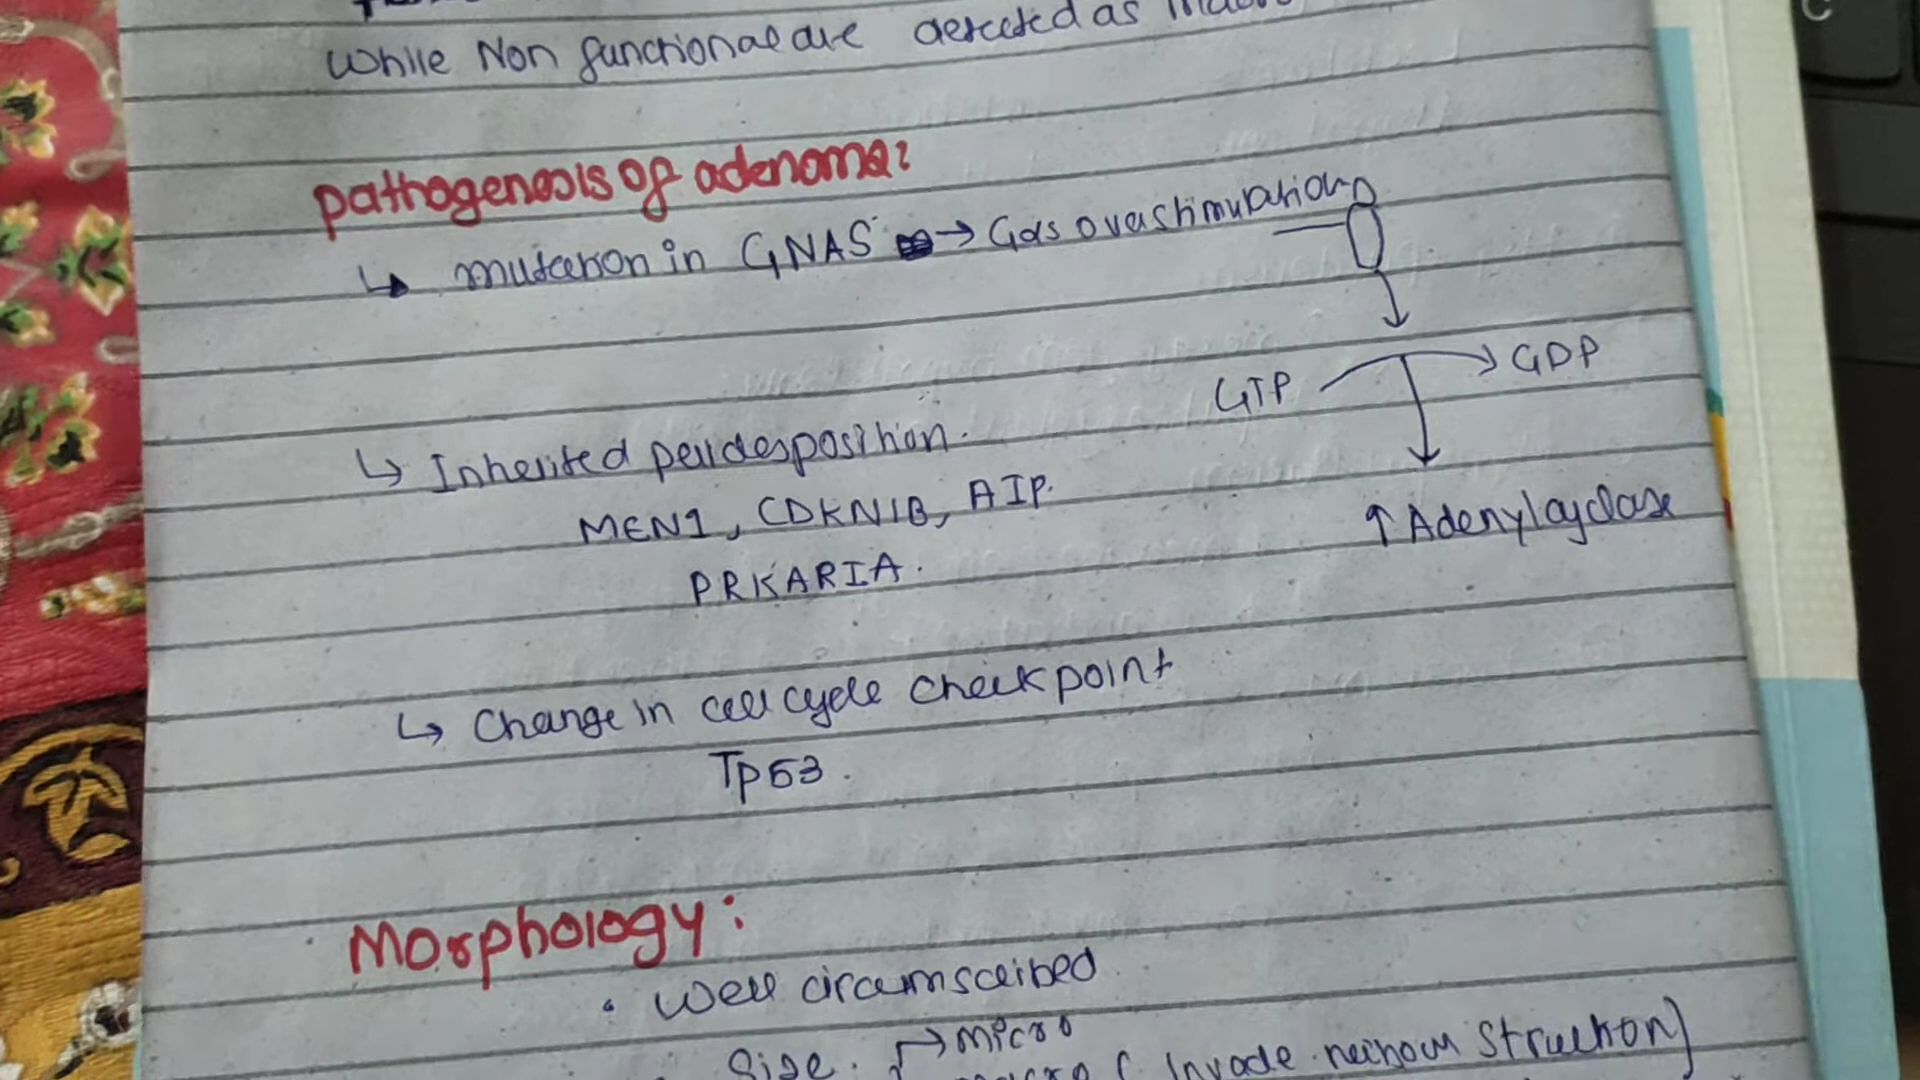 While Non functional are detected as
pathogenesis of adenoma:
↳ mutation in GNAS → Gαs overstimulation
GTP → GDP
↳ Inherited peridesposition.
MEN1, CDKN1B, AIP.
↑ Adenylcyclase
PRKARIA.
↳ Change in cell cycle checkpoint
Tp53.
Morphology:
• Well circumscribed
Size. → micro
macro ( Invade struction)